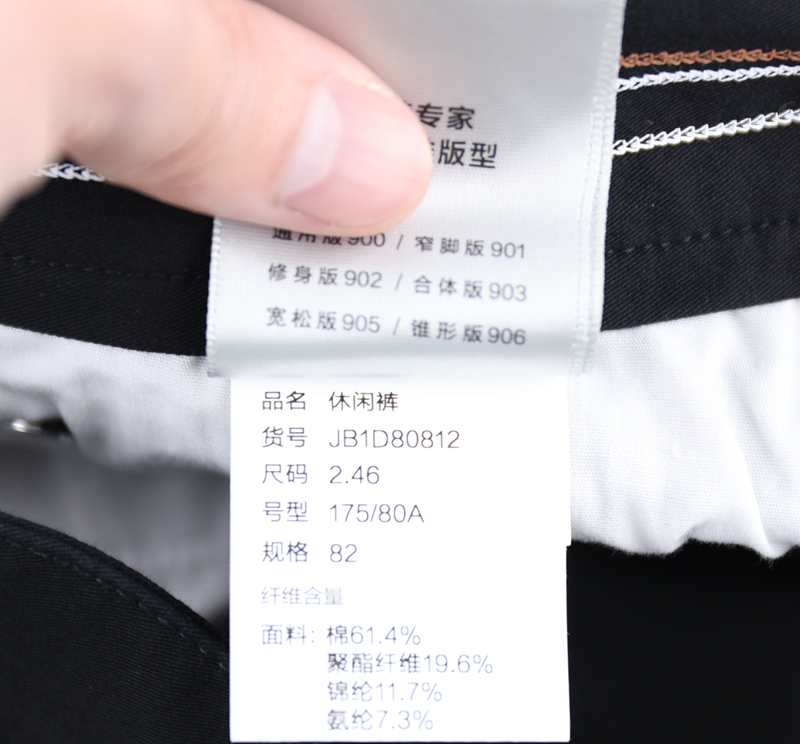 专家
版型
通用版900 / 窄脚版901
修身版902 / 合体版903
宽松版905 / 锥形版906
品名 休闲裤
货号 JB1D80812
尺码 2.46
号型 175/80A
规格 82
纤维含量
面料: 棉61.4%
聚酯纤维19.6%
锦纶11.7%
氨纶7.3%